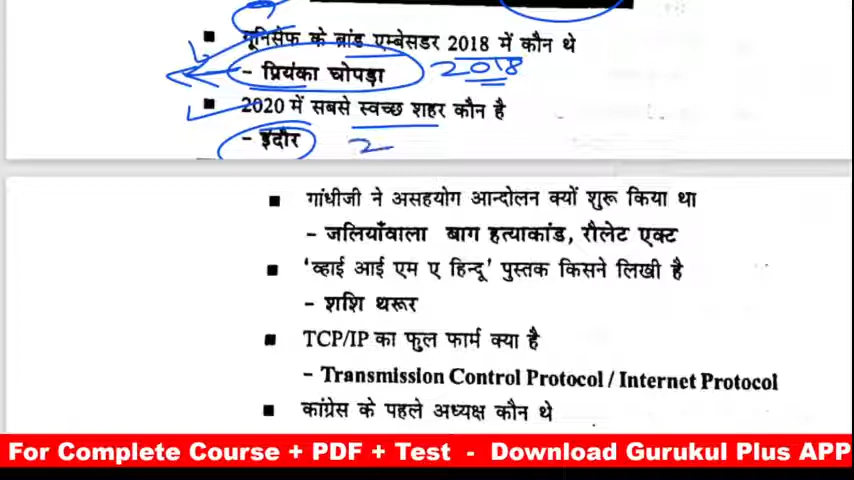 यूनिसेफ के ब्रांड एम्बेसडर 2018 में कौन थे
- प्रियंका चोपड़ा 2018
2020 में सबसे स्वच्छ शहर कौन है
- इंदौर 2
गांधीजी ने असहयोग आन्दोलन क्यों शुरू किया था
- जलियाँवाला बाग हत्याकांड, रौलेट एक्ट
'व्हाई आई एम ए हिन्दू' पुस्तक किसने लिखी है
- शशि थरूर
TCP/IP का फुल फार्म क्या है
- Transmission Control Protocol / Internet Protocol
कांग्रेस के पहले अध्यक्ष कौन थे
For Complete Course + PDF + Test - Download Gurukul Plus APP